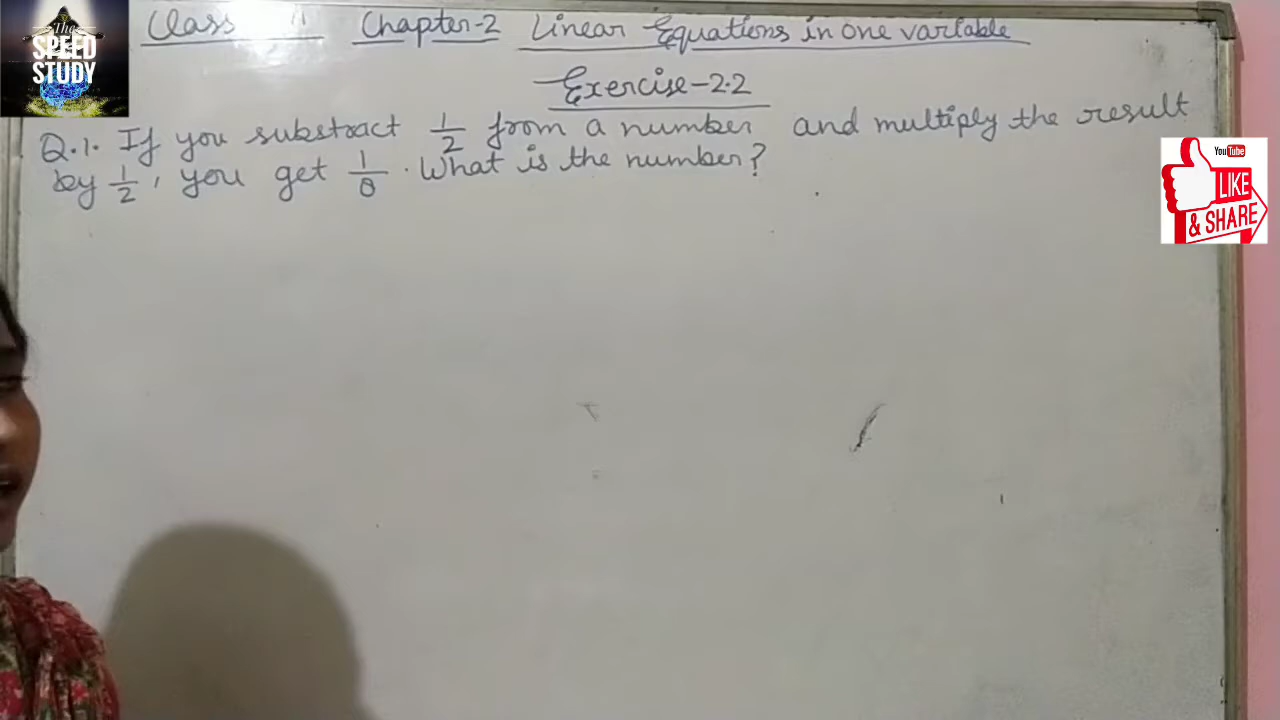 The
SPEED
STUDY
Class Chapter-2 Linear Equations in one variable
Exercise-2.2
Q.1. If you substract 1/2 from a number and multiply the result
by 1/2, you get 1/8. What is the number?
YouTube
LIKE
& SHARE